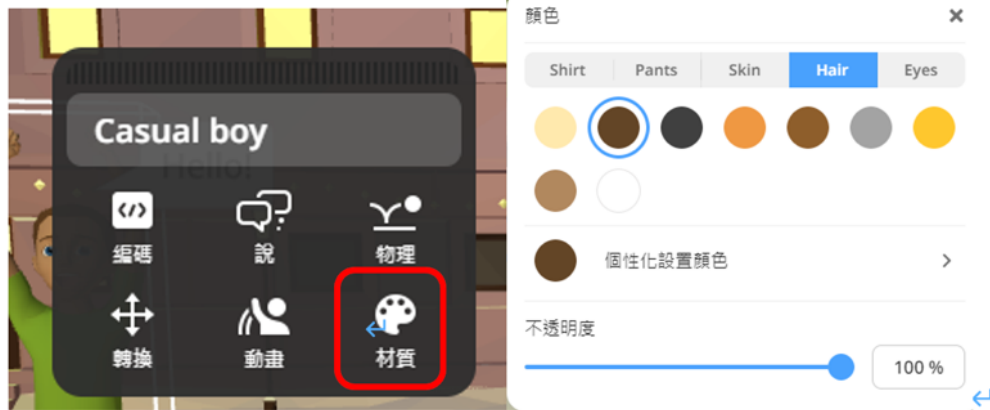 Casual boy
Hello!
編碼
說
物理
轉換
動畫
材質
顏色
Shirt
Pants
Skin
Hair
Eyes
個性化設置顏色
不透明度
100 %